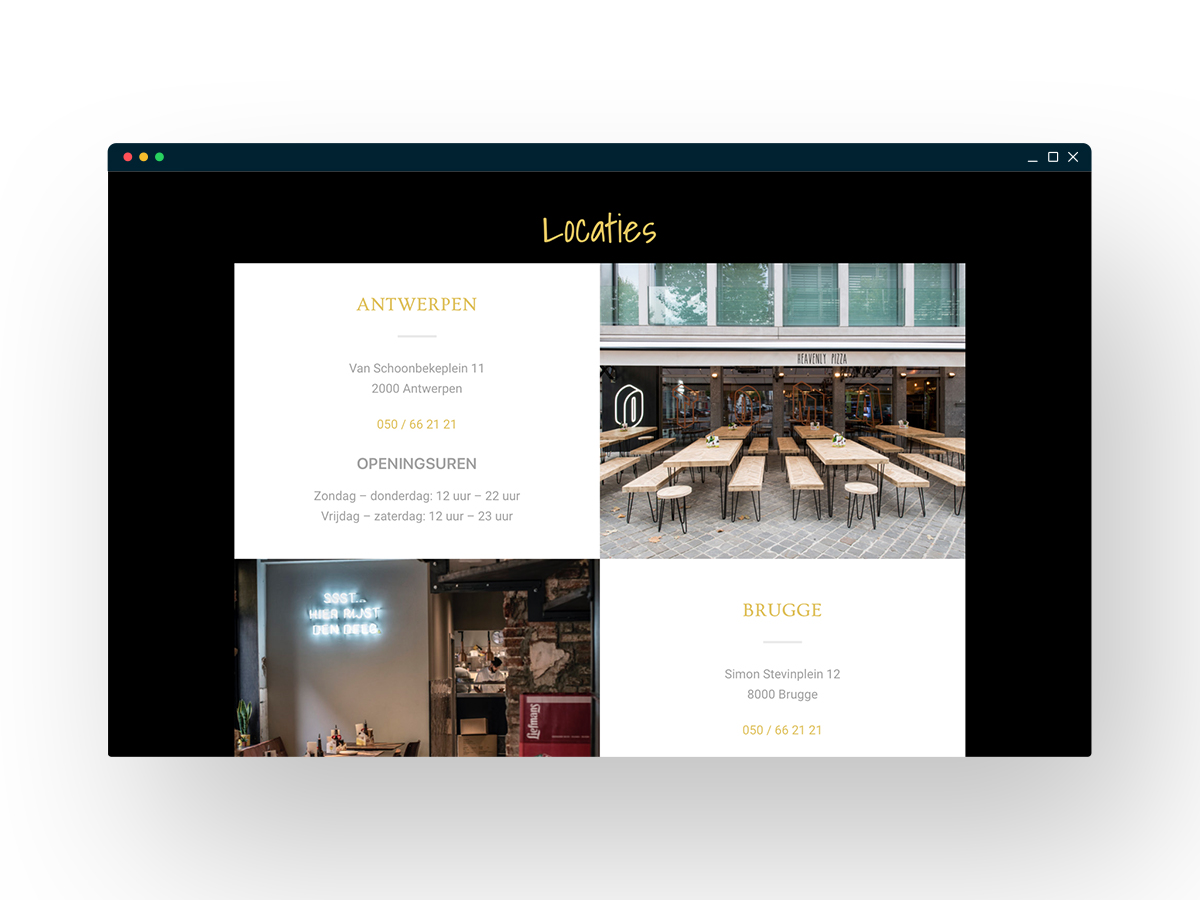 Locaties
ANTWERPEN
Van Schoonbekeplein 11
2000 Antwerpen
050 / 66 21 21
OPENINGSUREN
Zondag – donderdag: 12 uur – 22 uur
Vrijdag – zaterdag: 12 uur – 23 uur
HEAVENLY PIZZA
SSST...
HIER RIJST
DEN DEEG
Liefmans
BRUGGE
Simon Stevinplein 12
8000 Brugge
050 / 66 21 21